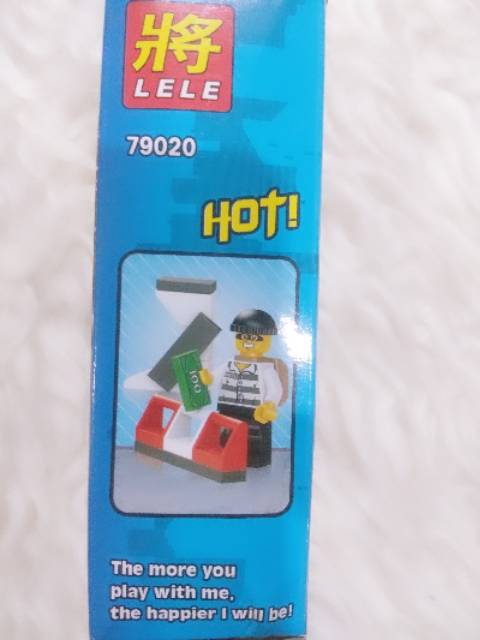 將
LELE
79020
HOT!
100
The more you
play with me,
the happier I will be!